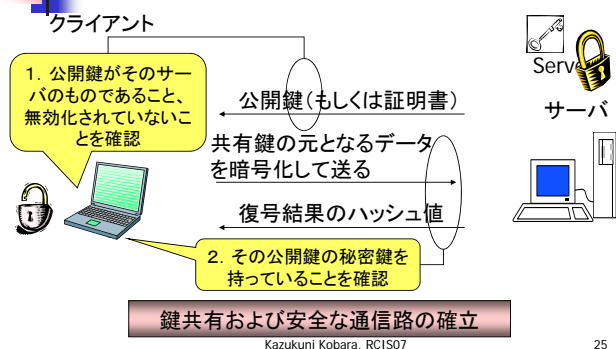 クライアント
1. 公開鍵がそのサー
バのものであること、
無効化されていないこ
とを確認
Server
サーバ
公開鍵(もしくは証明書)
共有鍵の元となるデータ
を暗号化して送る
復号結果のハッシュ値
2. その公開鍵の秘密鍵を
持っていることを確認
鍵共有および安全な通信路の確立
Kazukuni Kobara, RCIS07
25